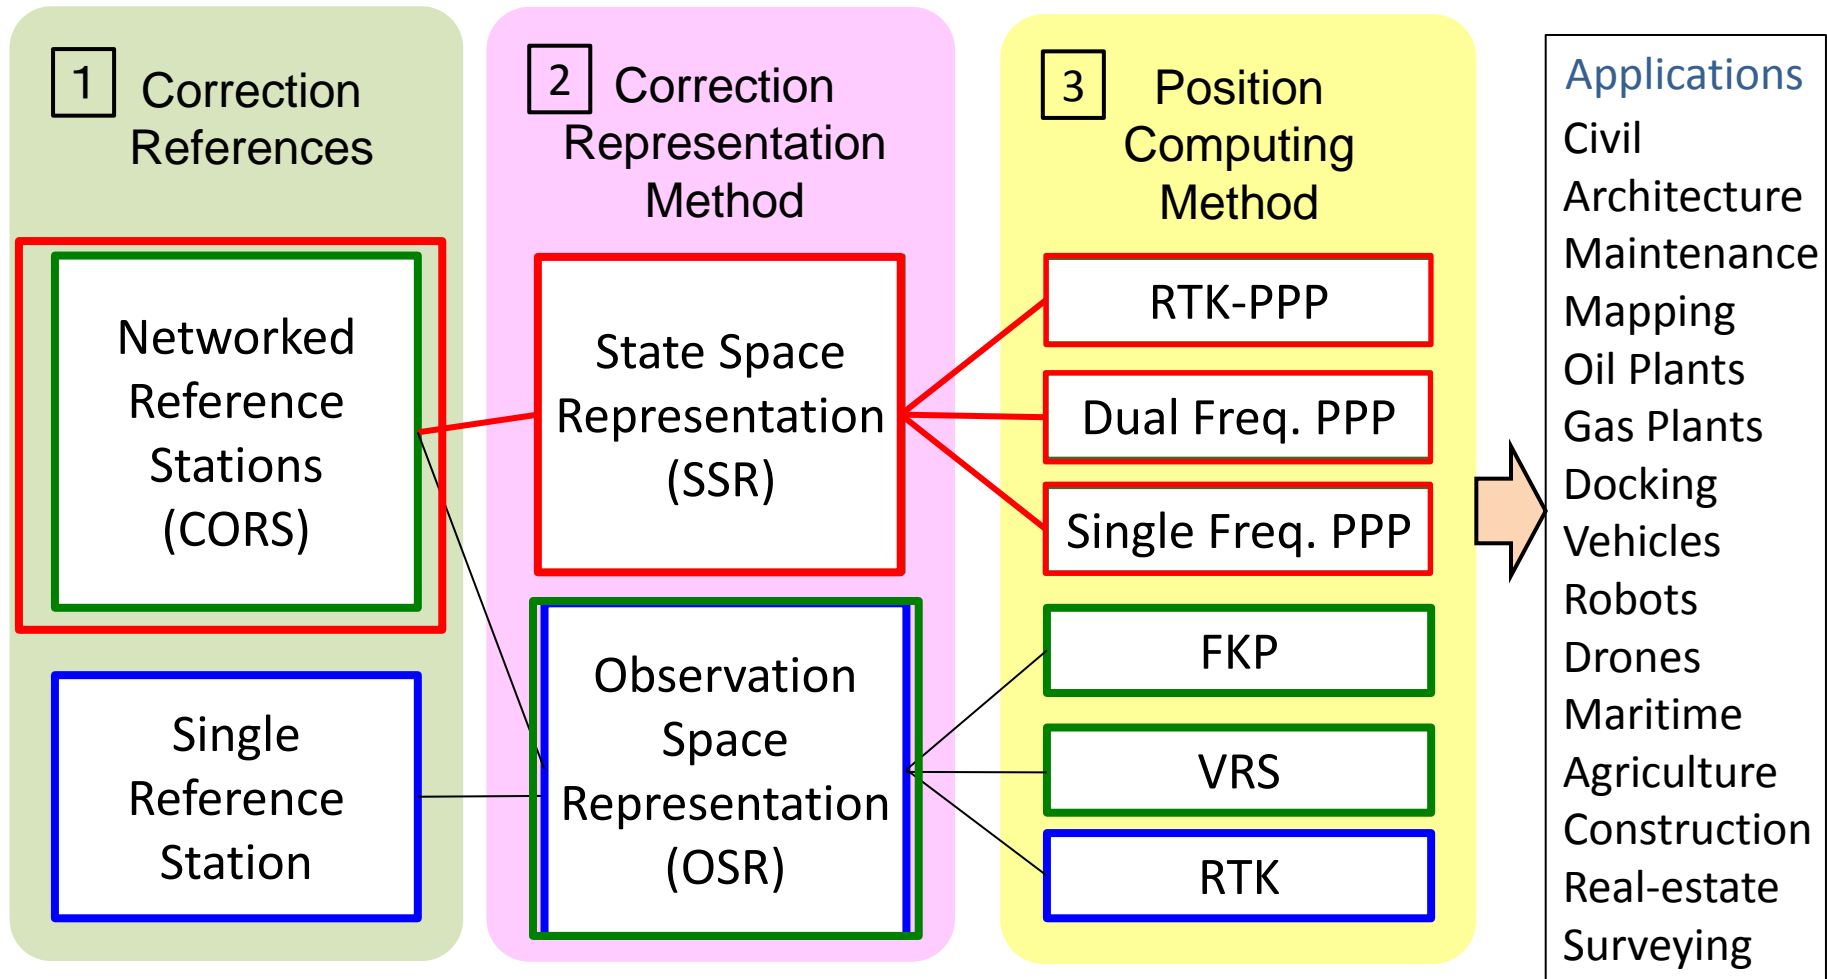 1
Correction
References
Networked
Reference
Stations
(CORS)
Single
Reference
Station
2
Correction
Representation
Method
State Space
Representation
(SSR)
Observation
Space
Representation
(OSR)
3
Position
Computing
Method
RTK-PPP
Dual Freq. PPP
Single Freq. PPP
FKP
VRS
RTK
Applications
Civil
Architecture
Maintenance
Mapping
Oil Plants
Gas Plants
Docking
Vehicles
Robots
Drones
Maritime
Agriculture
Construction
Real-estate
Surveying